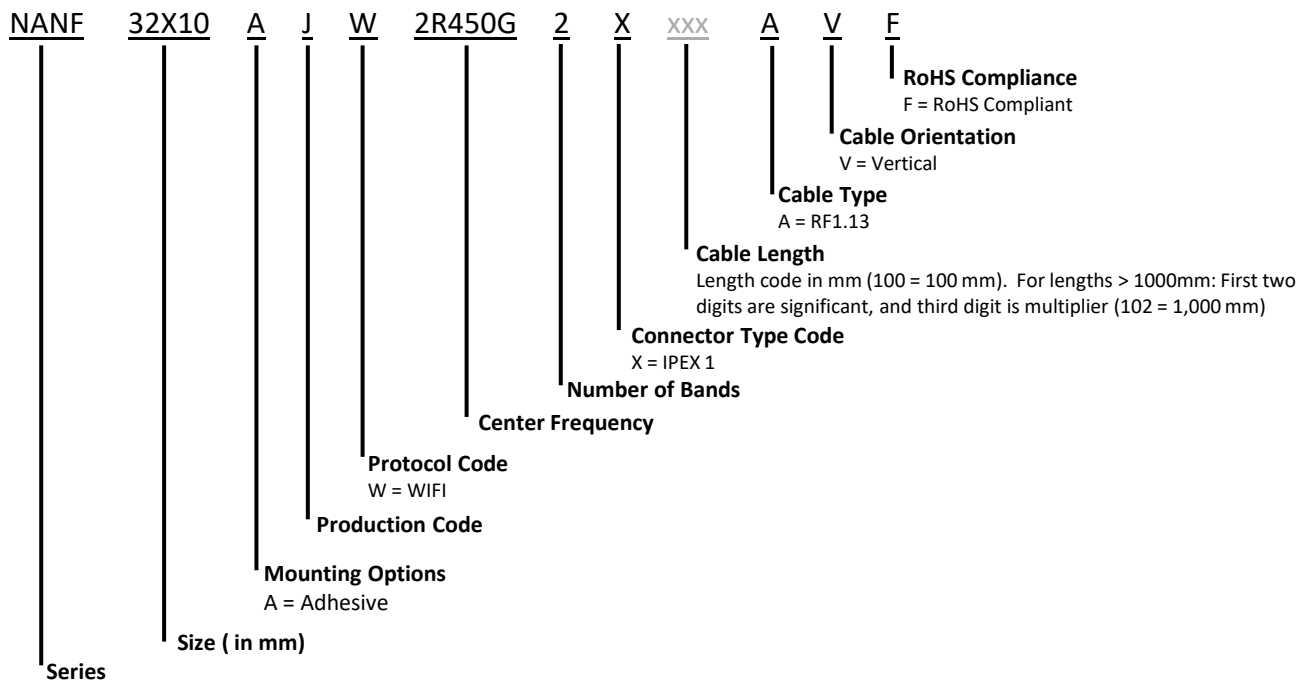 NANF 32X10 A J W 2R450G 2 X xxx A V F
RoHS Compliance
F = RoHS Compliant
Cable Orientation
V = Vertical
Cable Type
A = RF1.13
Cable Length
Length code in mm (100 = 100 mm). For lengths > 1000mm: First two
digits are significant, and third digit is multiplier (102 = 1,000 mm)
Connector Type Code
X = IPEX 1
Number of Bands
Center Frequency
Protocol Code
W = WIFI
Production Code
Mounting Options
A = Adhesive
Size ( in mm)
Series